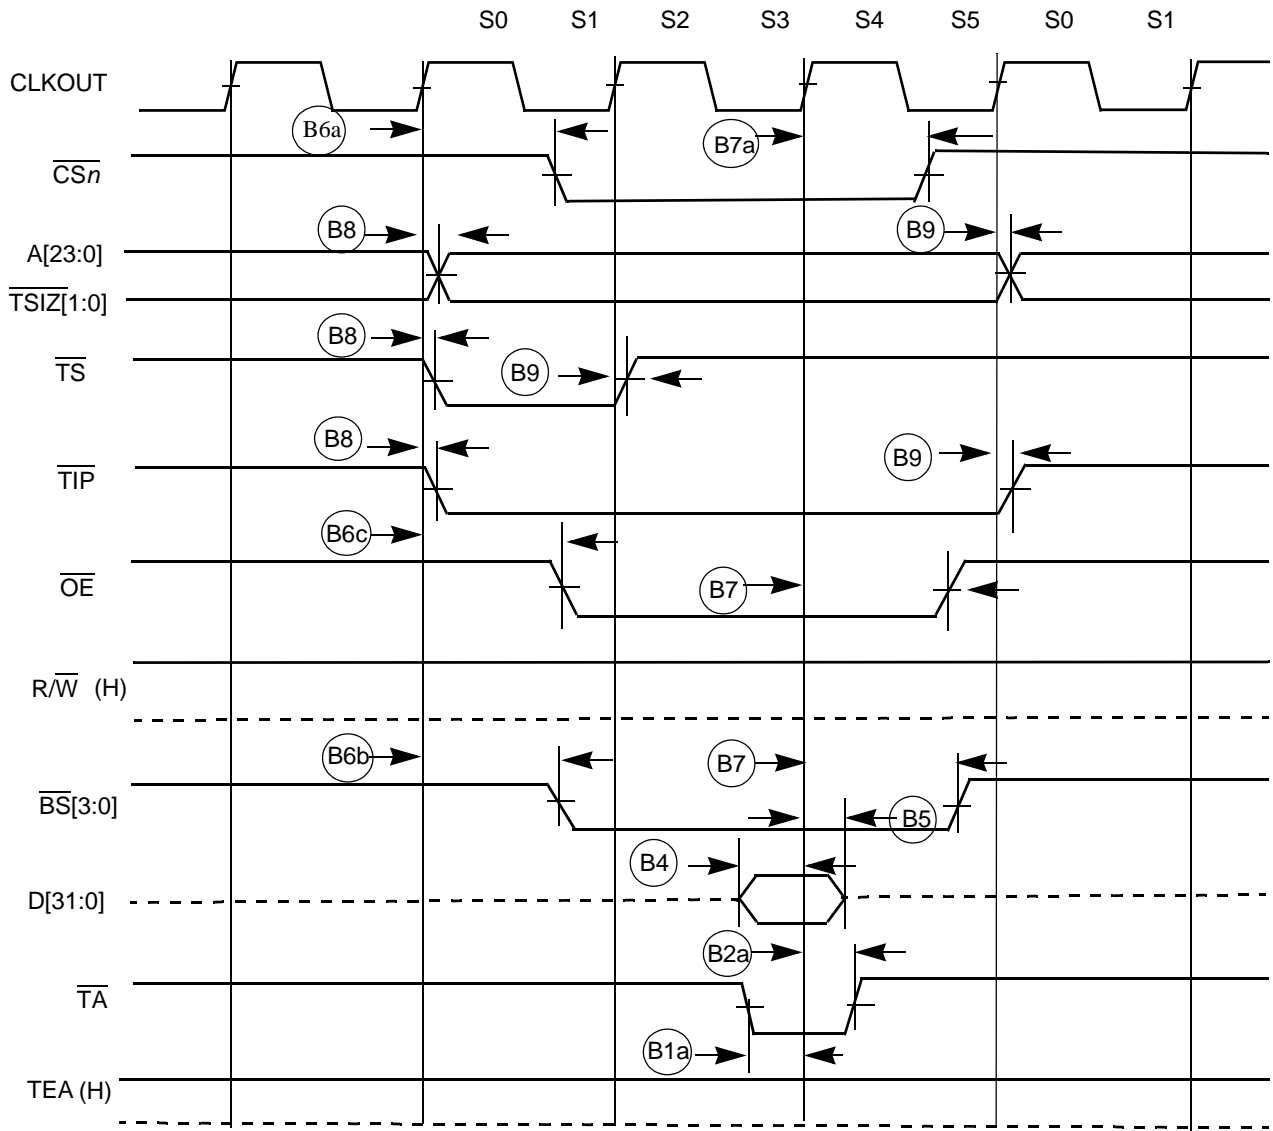 S0 S1 S2 S3 S4 S5 S0 S1
CLKOUT
B6a
B7a
CSn
B8
B9
A[23:0]
TSIZ[1:0]
B8
TS
B9
B8
B9
TIP
B6c
OE
B7
R/W (H)
B6b
B7
BS[3:0]
B5
B4
D[31:0]
B2a
TA
B1a
TEA (H)